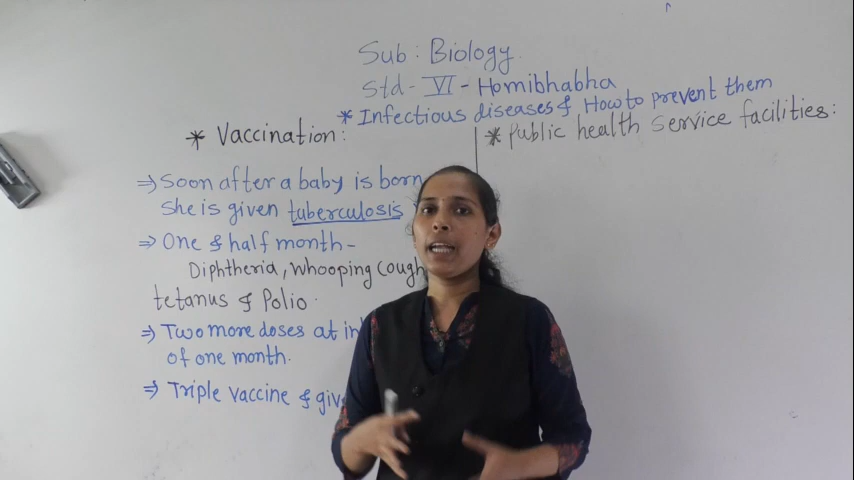 Sub : Biology
Std - VI - Homibhabha
* Infectious diseases & How to prevent them
* Vaccination :
* Public health Service facilities :
⇒ Soon after a baby is born
She is given tuberculosis
⇒ One & half month -
Diphtheria, Whooping Cough
tetanus & Polio .
⇒ Two more doses at in
of one month.
⇒ Triple vaccine & giv